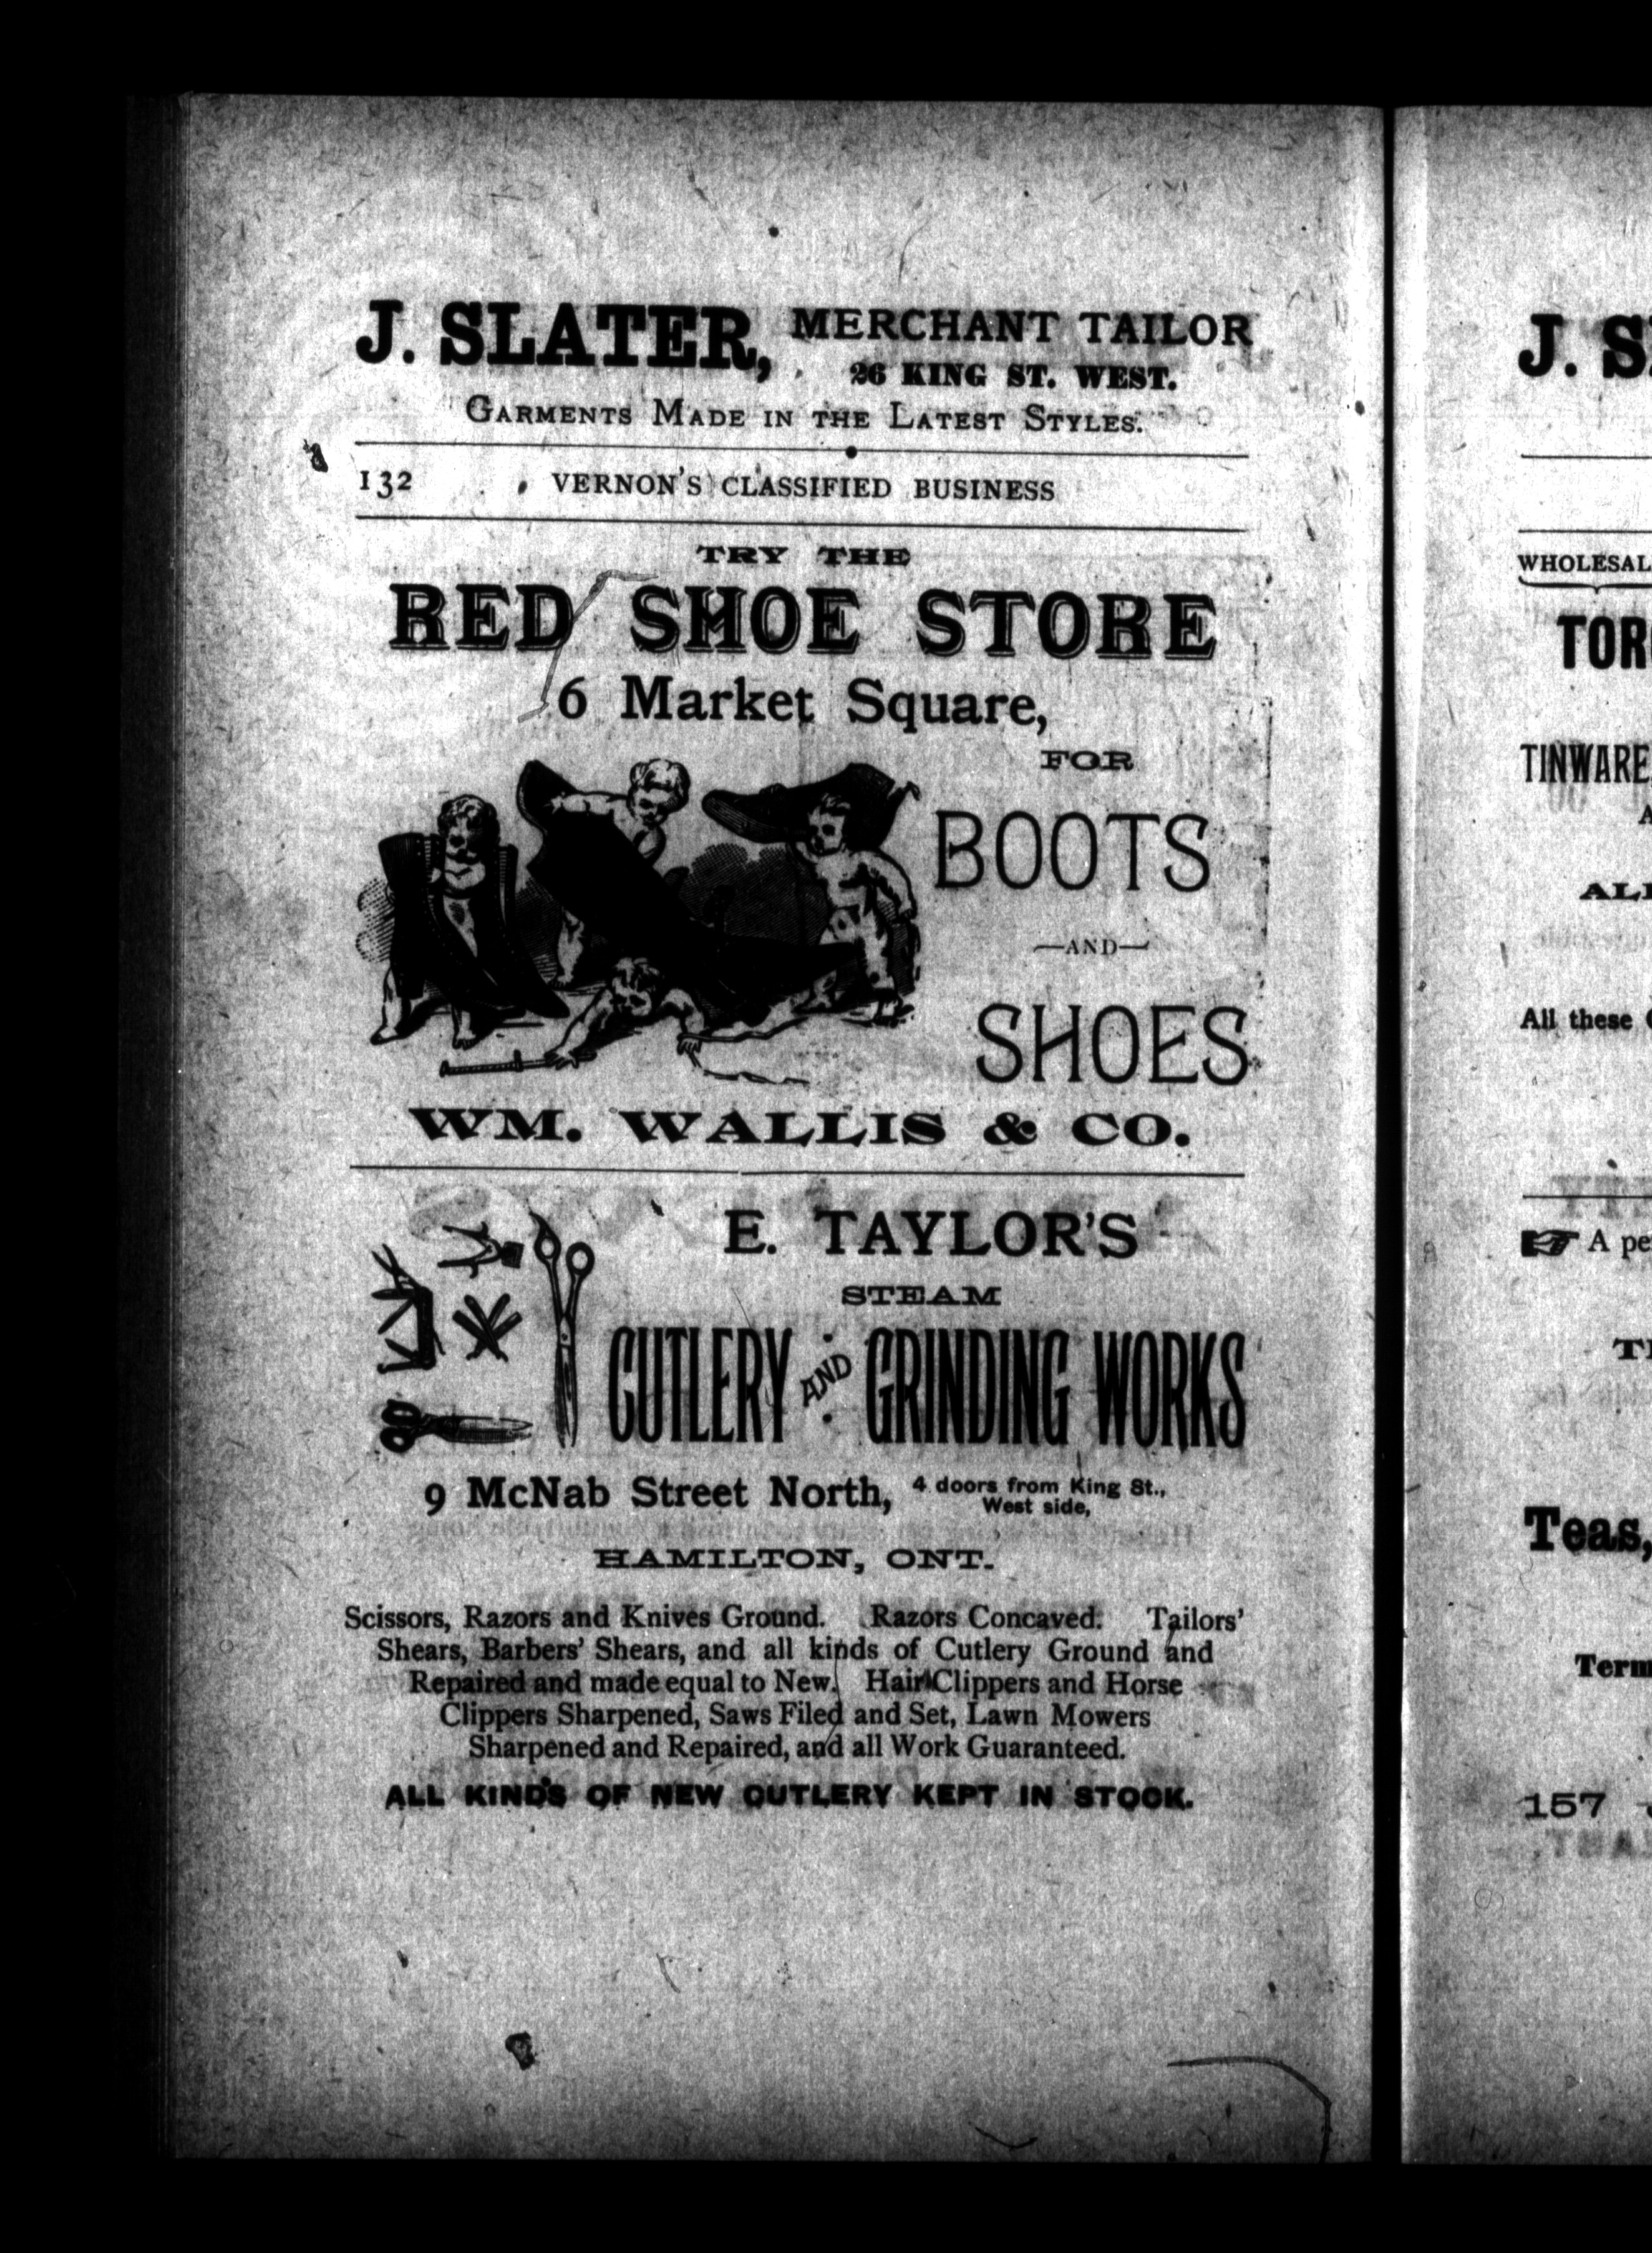 J. SLATER, MERCHANT TAILOR
26 KING ST. WEST.
GARMENTS MADE IN THE LATEST STYLES.
132 VERNON'S CLASSIFIED BUSINESS
TRY THE
RED SHOE STORE
6 Market Square,
FOR
BOOTS
—AND—
SHOES
WM. WALLIS & CO.
E. TAYLOR'S
STEAM
CUTLERY AND GRINDING WORKS
9 McNab Street North, 4 doors from King St.,
West side,
HAMILTON, ONT.
Scissors, Razors and Knives Ground. Razors Concaved. Tailors'
Shears, Barbers' Shears, and all kinds of Cutlery Ground and
Repaired and made equal to New. Hair Clippers and Horse
Clippers Sharpened, Saws Filed and Set, Lawn Mowers
Sharpened and Repaired, and all Work Guaranteed.
ALL KINDS OF NEW CUTLERY KEPT IN STOCK.
J.
WHOLESAL
TOR
TINWARE
All these
A pe
Teas,
Term
157